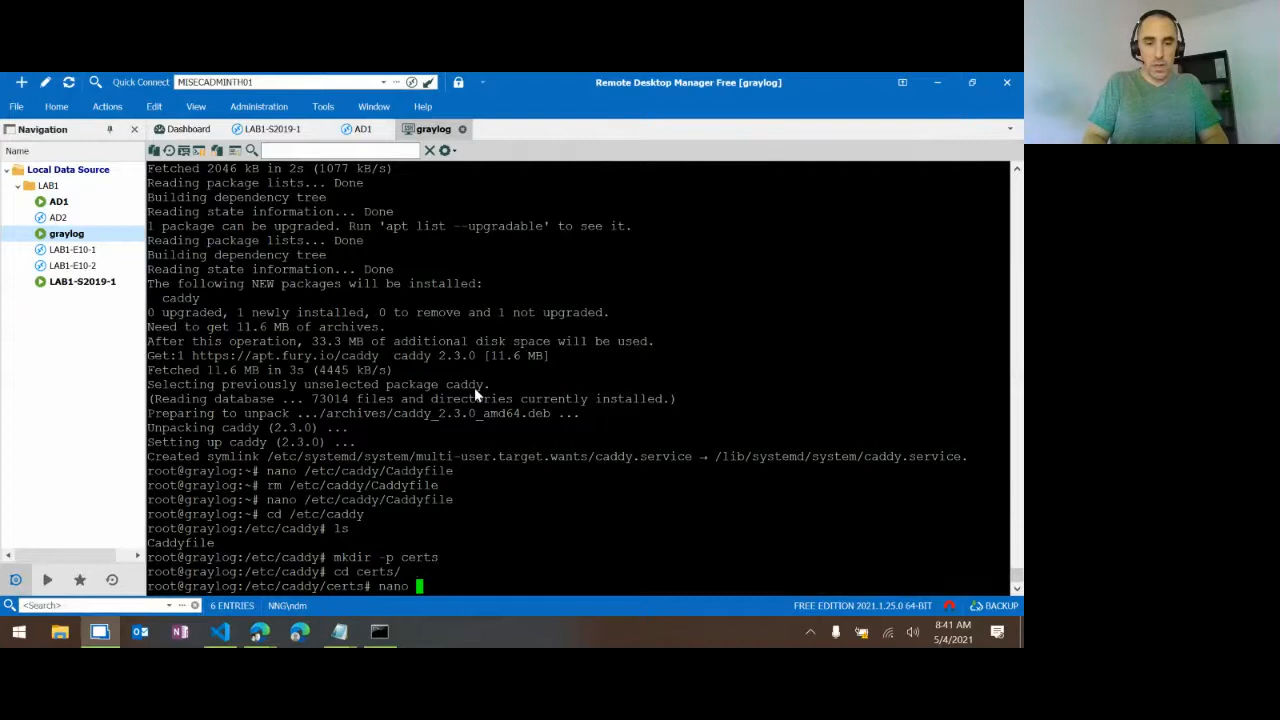 Quick Connect
MISECADMINTH01
Remote Desktop Manager Free [graylog]
File
Home
Actions
Edit
View
Administration
Tools
Window
Help
Navigation
Dashboard
LAB1-S2019-1
AD1
graylog
Name
Local Data Source
LAB1
AD1
AD2
graylog
LAB1-E10-1
LAB1-E10-2
LAB1-S2019-1
Fetched 2046 kB in 2s (1077 kB/s)
Reading package lists... Done
Building dependency tree
Reading state information... Done
1 package can be upgraded. Run 'apt list --upgradable' to see it.
Reading package lists... Done
Building dependency tree
Reading state information... Done
The following NEW packages will be installed:
caddy
0 upgraded, 1 newly installed, 0 to remove and 1 not upgraded.
Need to get 11.6 MB of archives.
After this operation, 33.3 MB of additional disk space will be used.
Get:1 https://apt.fury.io/caddy  caddy 2.3.0 [11.6 MB]
Fetched 11.6 MB in 3s (4445 kB/s)
Selecting previously unselected package caddy.
(Reading database ... 73014 files and directories currently installed.)
Preparing to unpack .../archives/caddy_2.3.0_amd64.deb ...
Unpacking caddy (2.3.0) ...
Setting up caddy (2.3.0) ...
Created symlink /etc/systemd/system/multi-user.target.wants/caddy.service → /lib/systemd/system/caddy.service.
root@graylog:~# nano /etc/caddy/Caddyfile
root@graylog:~# rm /etc/caddy/Caddyfile
root@graylog:~# nano /etc/caddy/Caddyfile
root@graylog:~# cd /etc/caddy
root@graylog:/etc/caddy# ls
Caddyfile
root@graylog:/etc/caddy# mkdir -p certs
root@graylog:/etc/caddy# cd certs/
root@graylog:/etc/caddy/certs# nano
<Search>
6 ENTRIES
NNG\ndm
FREE EDITION 2021.1.25.0 64-BIT
BACKUP
8:41 AM
5/4/2021